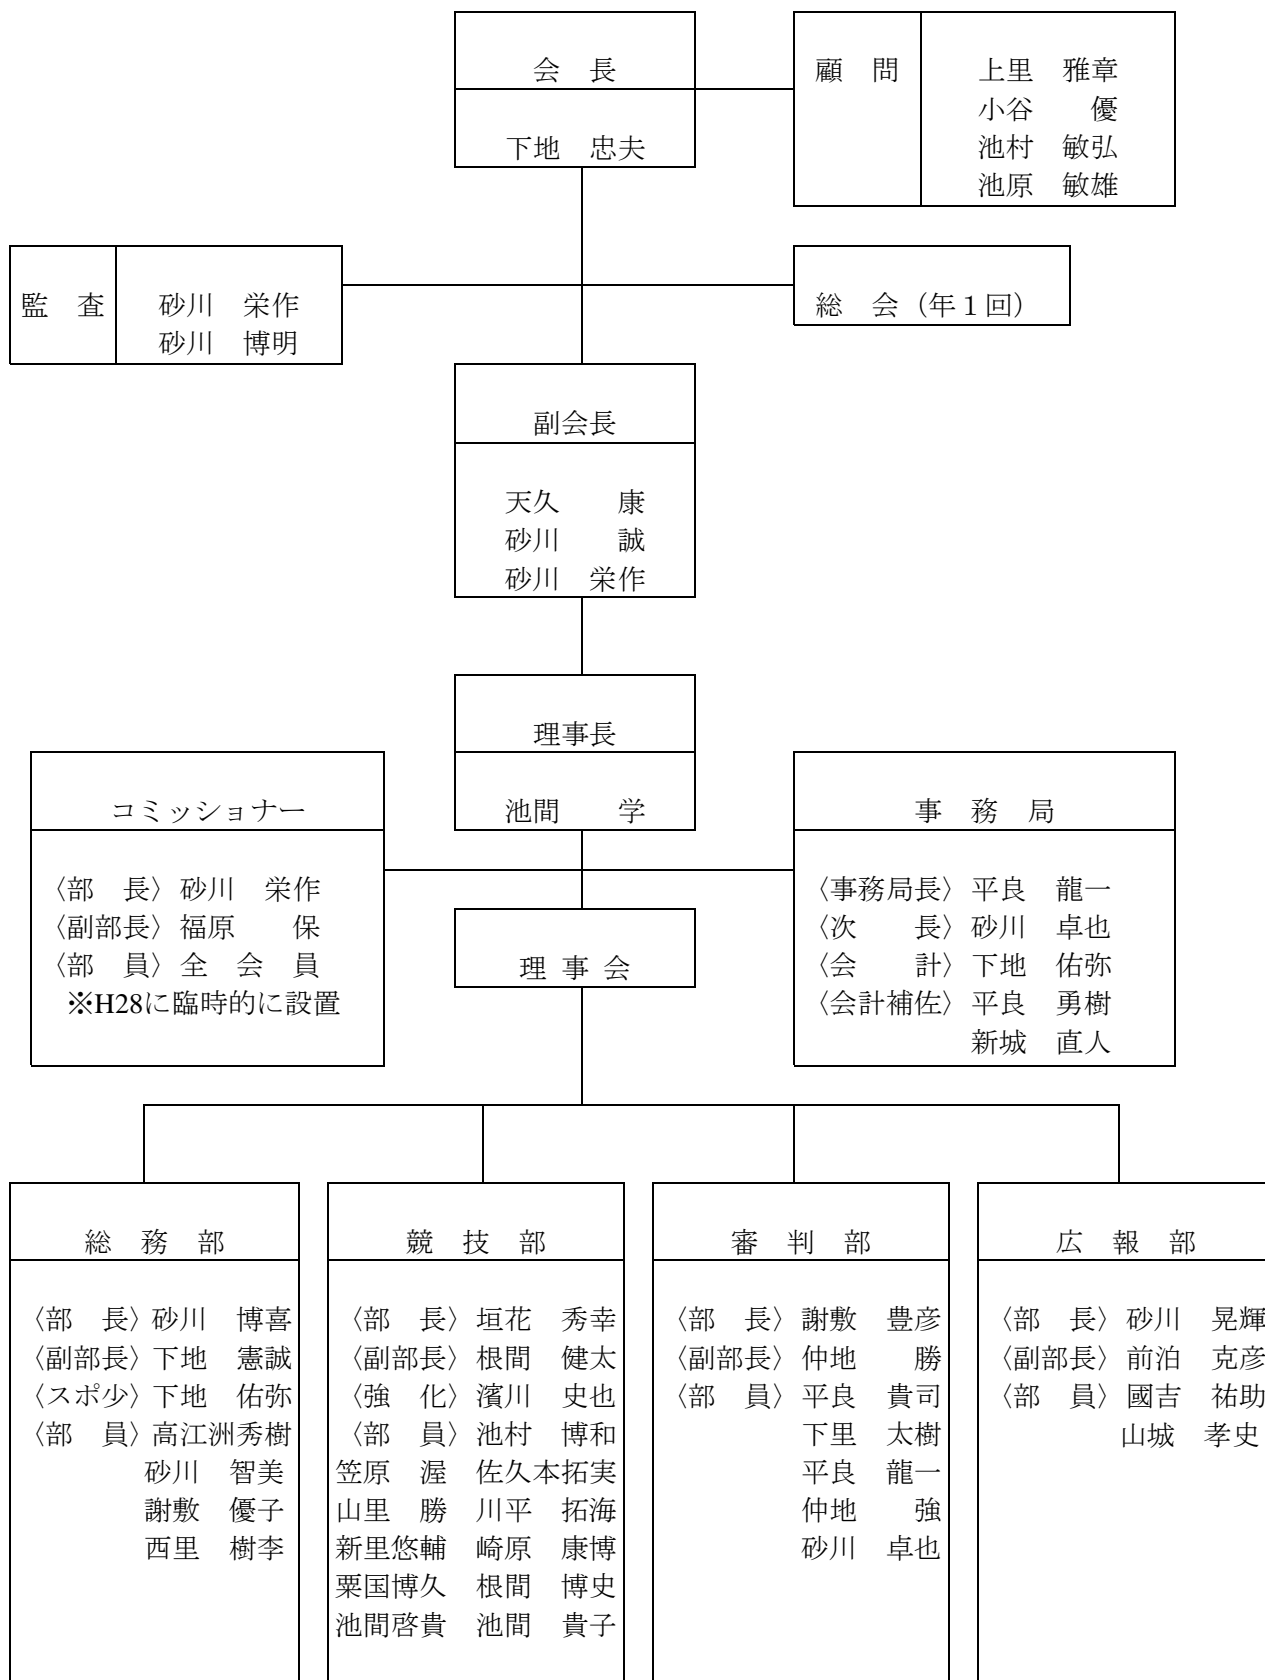 会　長
下地　忠夫
顧　問
上里　雅章
小谷　　優
池村　敏弘
池原　敏雄
監　査
砂川　栄作
砂川　博明
総　会（年１回）
副会長
天久　　康
砂川　　誠
砂川　栄作
理事長
池間　　学
コミッショナー
〈部　長〉砂川　栄作
〈副部長〉福原　　保
〈部　員〉全　会　員
※H28に臨時的に設置
事　務　局
〈事務局長〉平良　龍一
〈次　　長〉砂川　卓也
〈会　　計〉下地　佑弥
〈会計補佐〉平良　勇樹
新城　直人
理 事 会
総　務　部
〈部　長〉砂川　博喜
〈副部長〉下地　憲誠
〈スポ少〉下地　佑弥
〈部　員〉高江洲秀樹
砂川　智美
謝敷　優子
西里　樹李
競　技　部
〈部　長〉垣花　秀幸
〈副部長〉根間　健太
〈強　化〉濱川　史也
〈部　員〉池村　博和
笠原　渥　佐久本拓実
山里　勝　川平　拓海
新里悠輔　崎原　康博
粟国博久　根間　博史
池間啓貴　池間　貴子
審　判　部
〈部　長〉謝敷　豊彦
〈副部長〉仲地　　勝
〈部　員〉平良　貴司
下里　太樹
平良　龍一
仲地　　強
砂川　卓也
広　報　部
〈部　長〉砂川　晃輝
〈副部長〉前泊　克彦
〈部　員〉國吉　祐助
山城　孝史